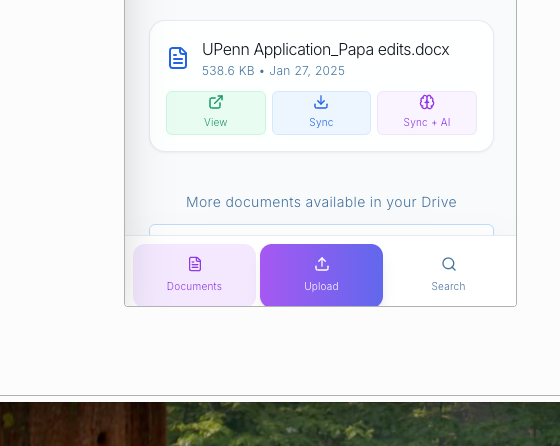 UPenn Application_Papa edits.docx
538.6 KB • Jan 27, 2025
View
Sync
Sync + AI
More documents available in your Drive
Documents
Upload
Search